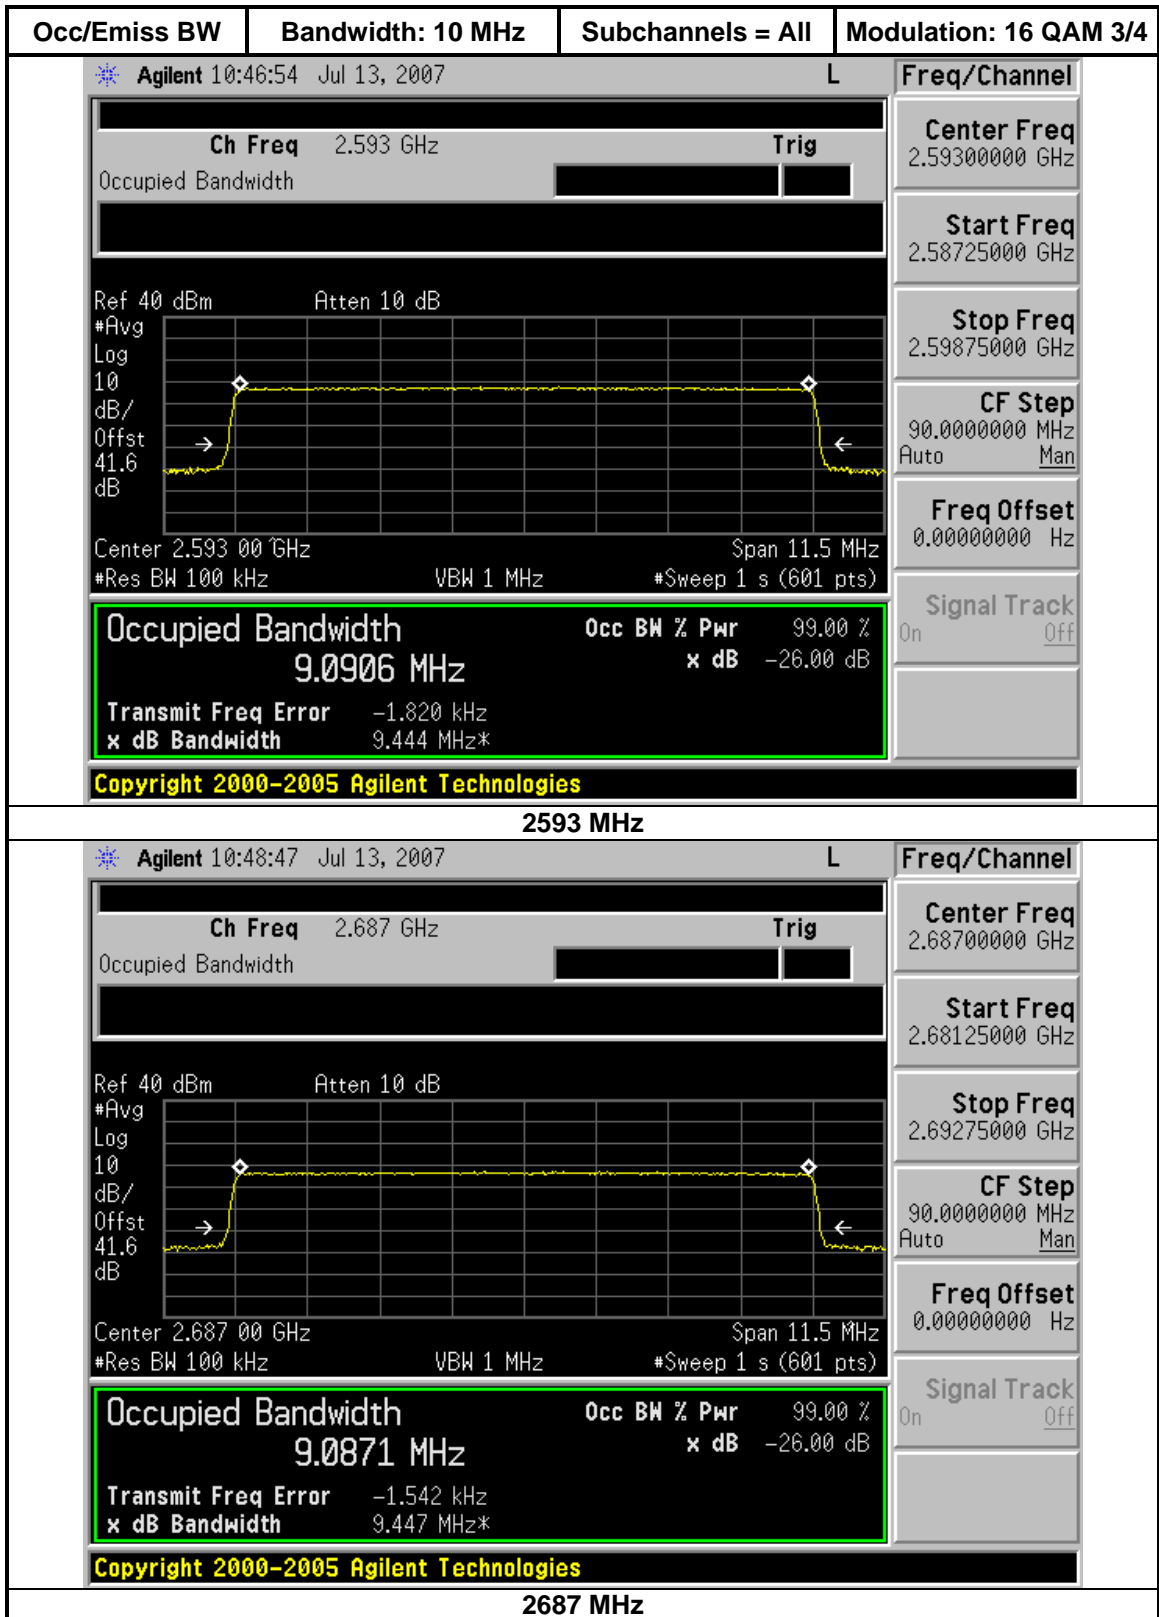 Occ/Emiss BW Bandwidth: 10 MHz Subchannels = All Modulation: 16 QAM 3/4
Agilent 10:46:54 Jul 13, 2007 L Freq/Channel
Ch Freq 2.593 GHz Trig
Occupied Bandwidth
Center Freq
2.59300000 GHz
Start Freq
2.58725000 GHz
Stop Freq
2.59875000 GHz
CF Step
90.0000000 MHz
Auto Man
Freq Offset
0.00000000 Hz
Signal Track
On Off
Ref 40 dBm Atten 10 dB
#Avg
Log
10
dB/
Offst
41.6
dB
Center 2.593 00 GHz Span 11.5 MHz
#Res BW 100 kHz VBW 1 MHz #Sweep 1 s (601 pts)
Occupied Bandwidth Occ BW % Pwr 99.00 %
9.0906 MHz x dB -26.00 dB
Transmit Freq Error -1.820 kHz
x dB Bandwidth 9.444 MHz*
Copyright 2000-2005 Agilent Technologies
2593 MHz
Agilent 10:48:47 Jul 13, 2007 L Freq/Channel
Ch Freq 2.687 GHz Trig
Occupied Bandwidth
Center Freq
2.68700000 GHz
Start Freq
2.68125000 GHz
Stop Freq
2.69275000 GHz
CF Step
90.0000000 MHz
Auto Man
Freq Offset
0.00000000 Hz
Signal Track
On Off
Ref 40 dBm Atten 10 dB
#Avg
Log
10
dB/
Offst
41.6
dB
Center 2.687 00 GHz Span 11.5 MHz
#Res BW 100 kHz VBW 1 MHz #Sweep 1 s (601 pts)
Occupied Bandwidth Occ BW % Pwr 99.00 %
9.0871 MHz x dB -26.00 dB
Transmit Freq Error -1.542 kHz
x dB Bandwidth 9.447 MHz*
Copyright 2000-2005 Agilent Technologies
2687 MHz